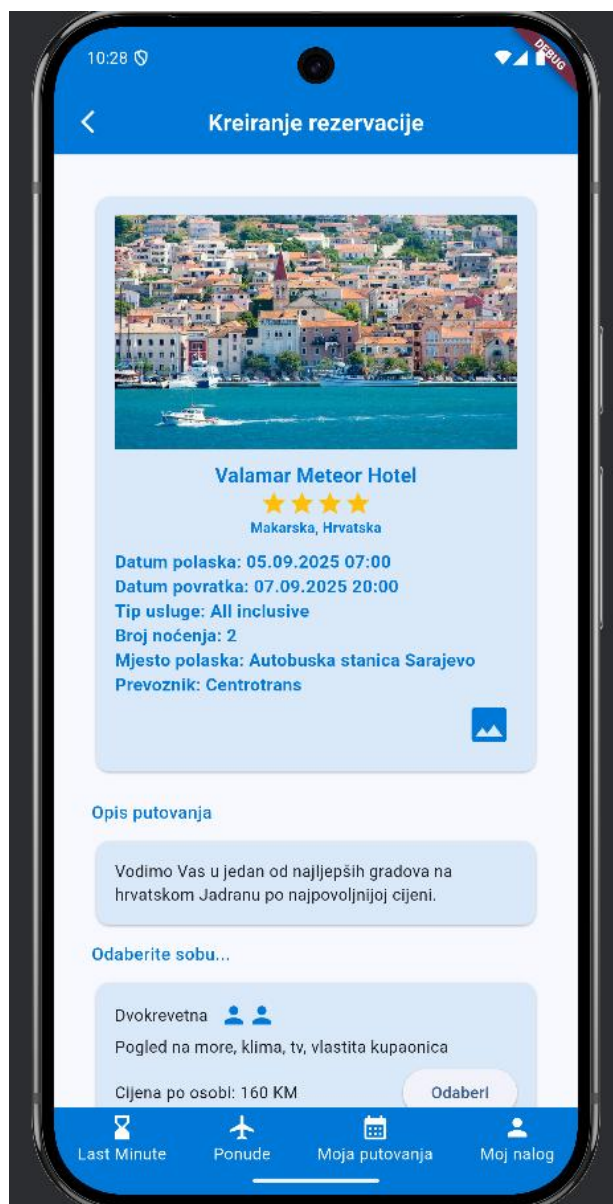 10:28
DEBUG
Kreiranje rezervacije
Valamar Meteor Hotel
Makarska, Hrvatska
Datum polaska: 05.09.2025 07:00
Datum povratka: 07.09.2025 20:00
Tip usluge: All inclusive
Broj noćenja: 2
Mjesto polaska: Autobuska stanica Sarajevo
Prevoznik: Centrotrans
Opis putovanja
Vodimo Vas u jedan od najljepših gradova na
hrvatskom Jadranu po najpovoljnijoj cijeni.
Odaberite sobu...
Dvokrevetna
Pogled na more, klima, tv, vlastita kupaonica
Cijena po osobi: 160 KM
Odaberi
Last Minute
Ponude
Moja putovanja
Moj nalog